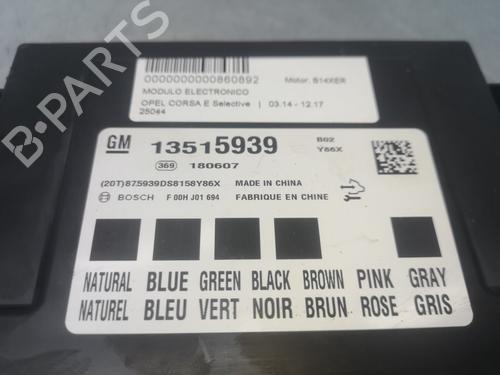 0000000000860892 Motor: B14XER
MODULO ELECTRONICO
OPEL CORSA E Selective | 03.14 - 12.17
25044
GM 13515939 B02
Y86X
369 180607
(20T)875939DS8158Y86X MADE IN CHINA
BOSCH F 00H J01 694 FABRIQUE EN CHINE
NATURAL BLUE GREEN BLACK BROWN PINK GRAY
NATUREL BLEU VERT NOIR BRUN ROSE GRIS
B-PARTS